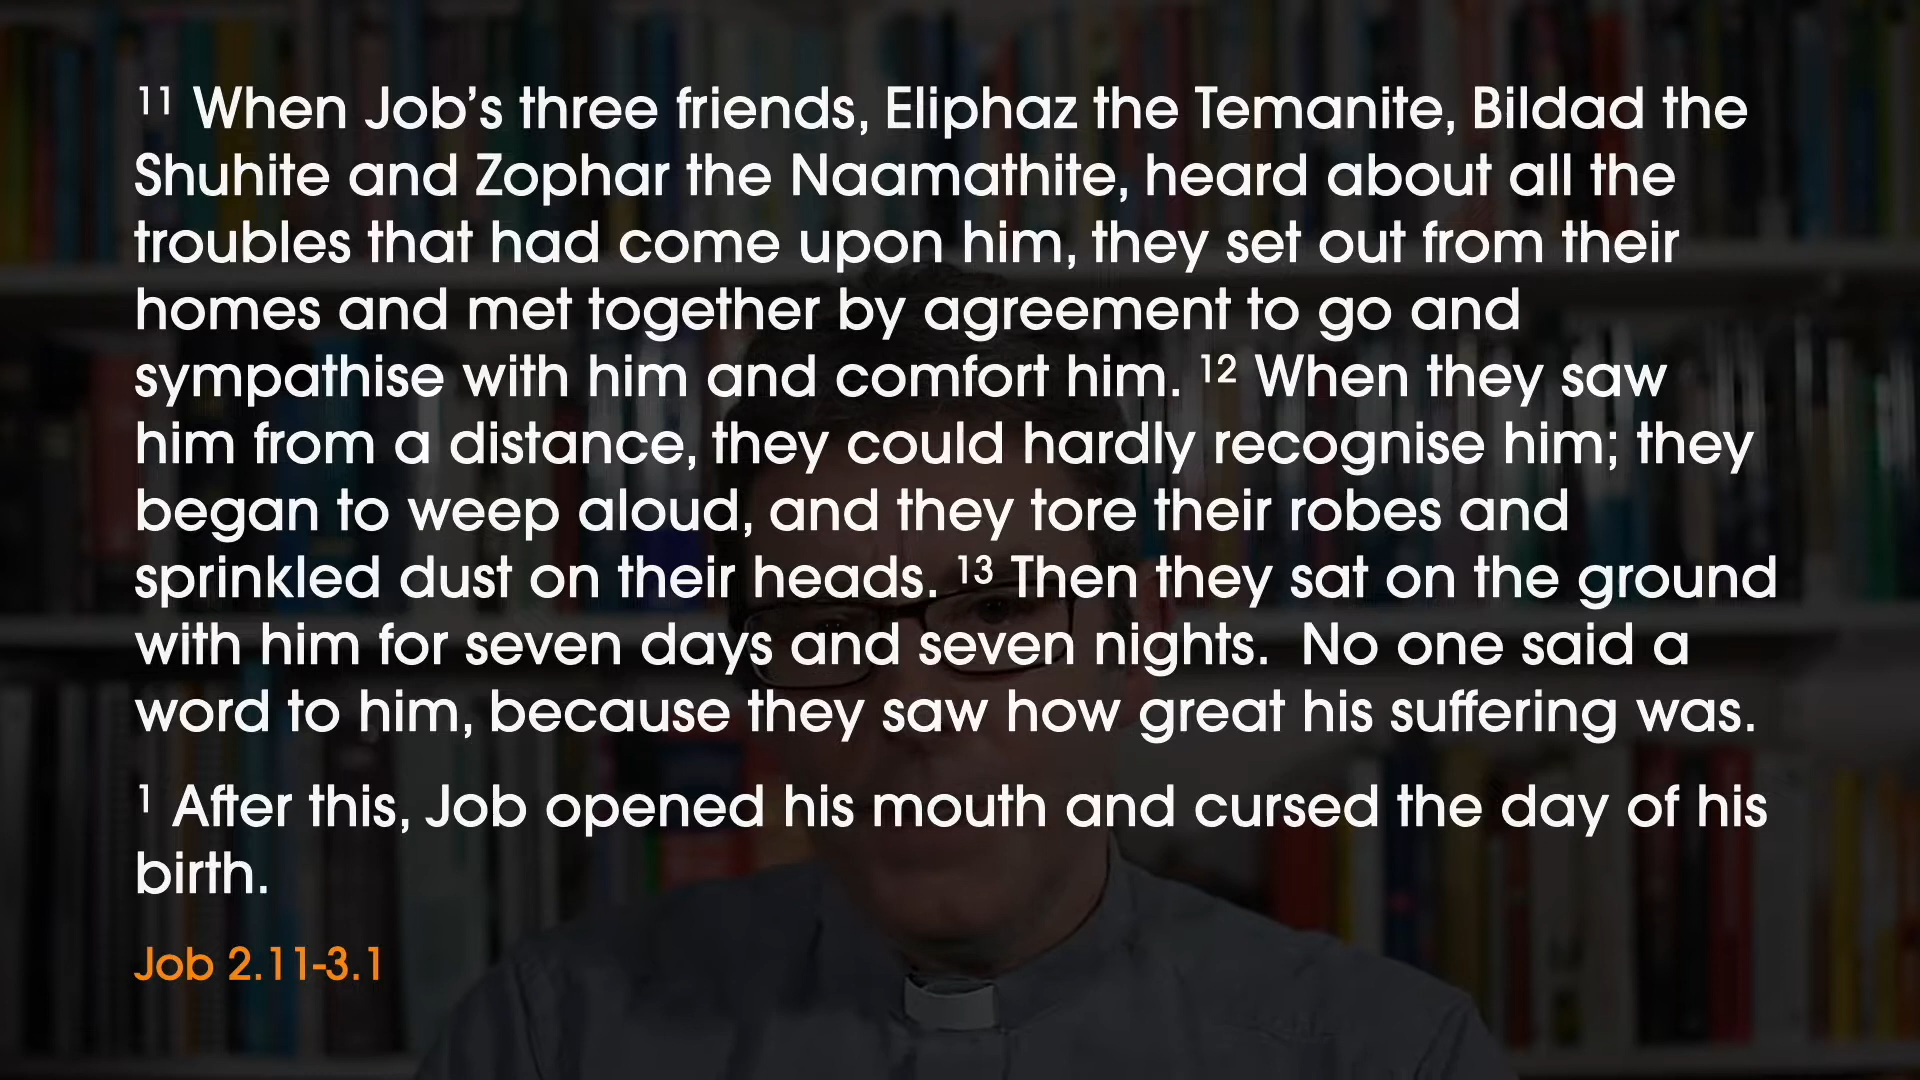 11 When Job’s three friends, Eliphaz the Temanite, Bildad the
Shuhite and Zophar the Naamathite, heard about all the
troubles that had come upon him, they set out from their
homes and met together by agreement to go and
sympathise with him and comfort him. 12 When they saw
him from a distance, they could hardly recognise him; they
began to weep aloud, and they tore their robes and
sprinkled dust on their heads. 13 Then they sat on the ground
with him for seven days and seven nights.  No one said a
word to him, because they saw how great his suffering was.
1 After this, Job opened his mouth and cursed the day of his
birth.
Job 2.11-3.1